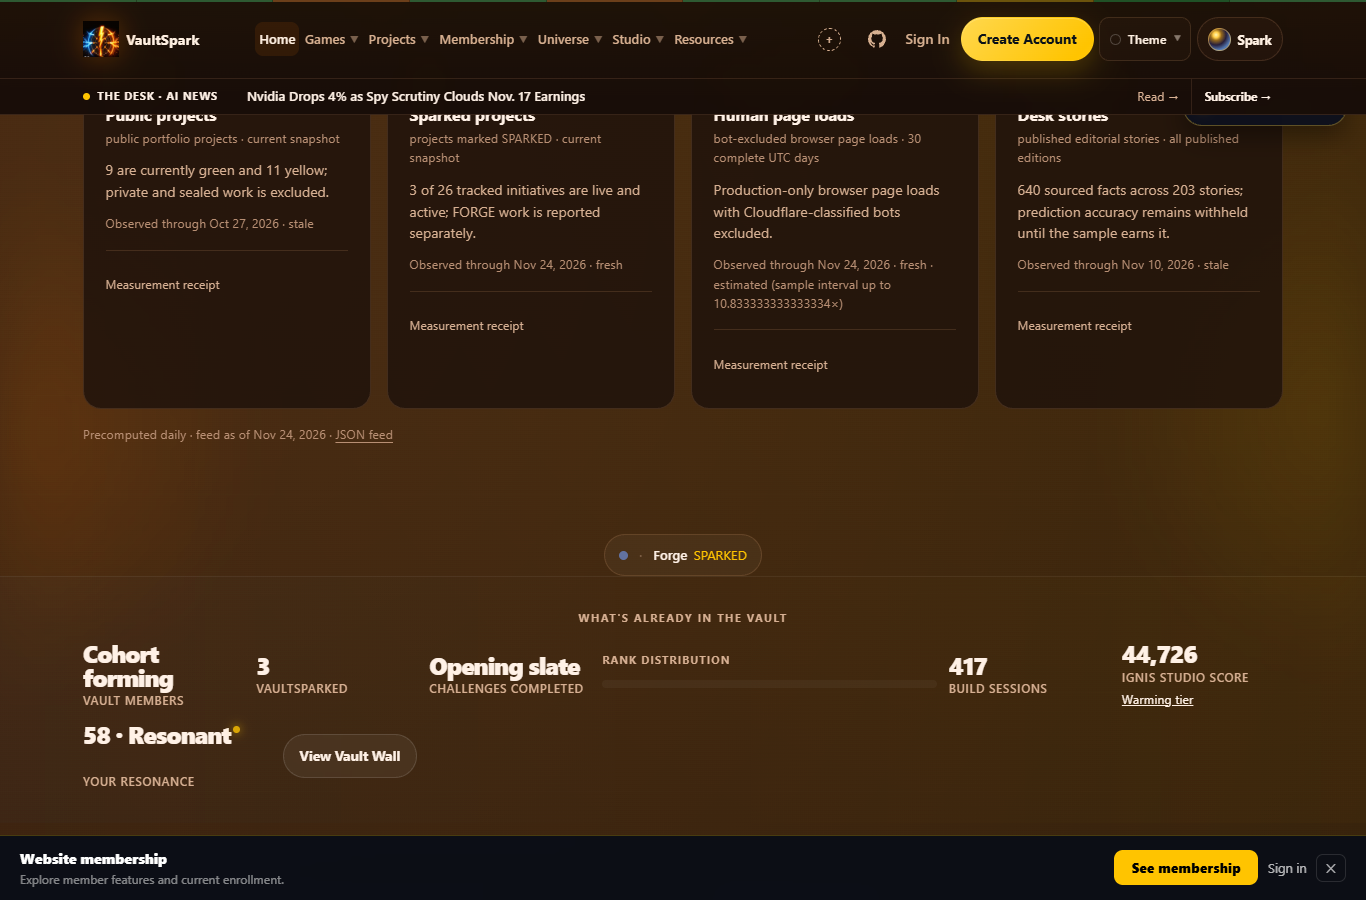 VaultSpark
Home Games Projects Membership Universe Studio Resources
Sign In
Create Account
Theme
Spark
THE DESK · AI NEWS
Nvidia Drops 4% as Spy Scrutiny Clouds Nov. 17 Earnings
Read →
Subscribe →
Public projects
public portfolio projects · current snapshot
9 are currently green and 11 yellow;
private and sealed work is excluded.
Observed through Oct 27, 2026 · stale
Measurement receipt
Sparked projects
projects marked SPARKED · current
snapshot
3 of 26 tracked initiatives are live and
active; FORGE work is reported
separately.
Observed through Nov 24, 2026 · fresh
Measurement receipt
Human page loads
bot-excluded browser page loads · 30
complete UTC days
Production-only browser page loads
with Cloudflare-classified bots
excluded.
Observed through Nov 24, 2026 · fresh ·
estimated (sample interval up to
10.833333333333334×)
Measurement receipt
Desk stories
published editorial stories · all published
editions
640 sourced facts across 203 stories;
prediction accuracy remains withheld
until the sample earns it.
Observed through Nov 10, 2026 · stale
Measurement receipt
Precomputed daily · feed as of Nov 24, 2026 · JSON feed
· Forge SPARKED
WHAT'S ALREADY IN THE VAULT
Cohort
forming
VAULT MEMBERS
3
VAULTSPARKED
Opening slate
CHALLENGES COMPLETED
RANK DISTRIBUTION
417
BUILD SESSIONS
44,726
IGNIS STUDIO SCORE
Warming tier
58 · Resonant
YOUR RESONANCE
View Vault Wall
Website membership
Explore member features and current enrollment.
See membership
Sign in